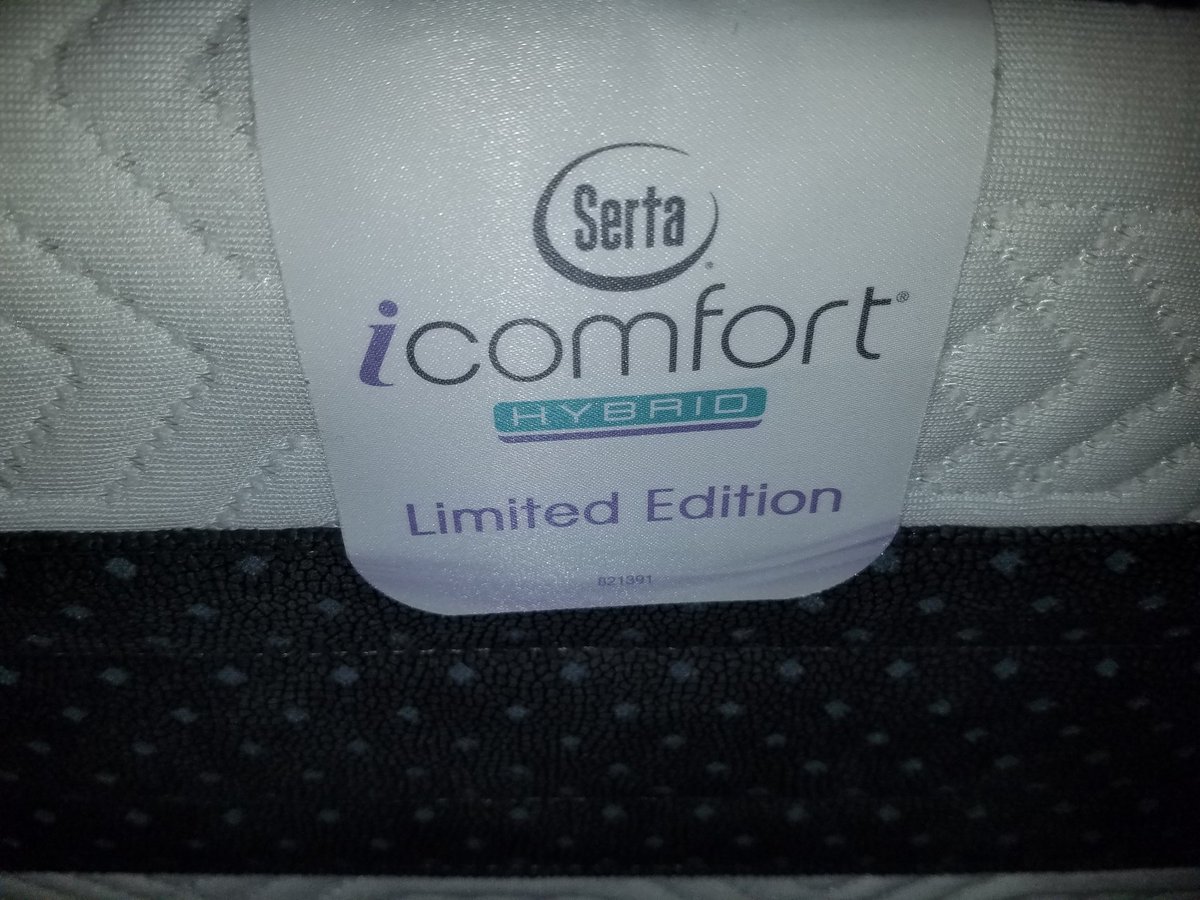 Serta
icomfort®
HYBRID
Limited Edition
821391